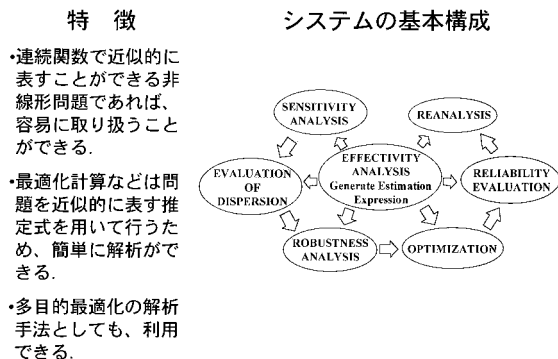 特 徴
•連続関数で近似的に
表すことができる非
線形問題であれば、
容易に取り扱うこと
ができる.
•最適化計算などは問
題を近似的に表す推
定式を用いて行うた
め、簡単に解析がで
きる.
•多目的最適化の解析
手法としても、利用
できる.
システムの基本構成
SENSITIVITY
ANALYSIS
REANALYSIS
EVALUATION
OF
DISPERSION
EFFECTIVITY
ANALYSIS
Generate Estimation
Expression
RELIABILITY
EVALUATION
ROBUSTNESS
ANALYSIS
OPTIMIZATION